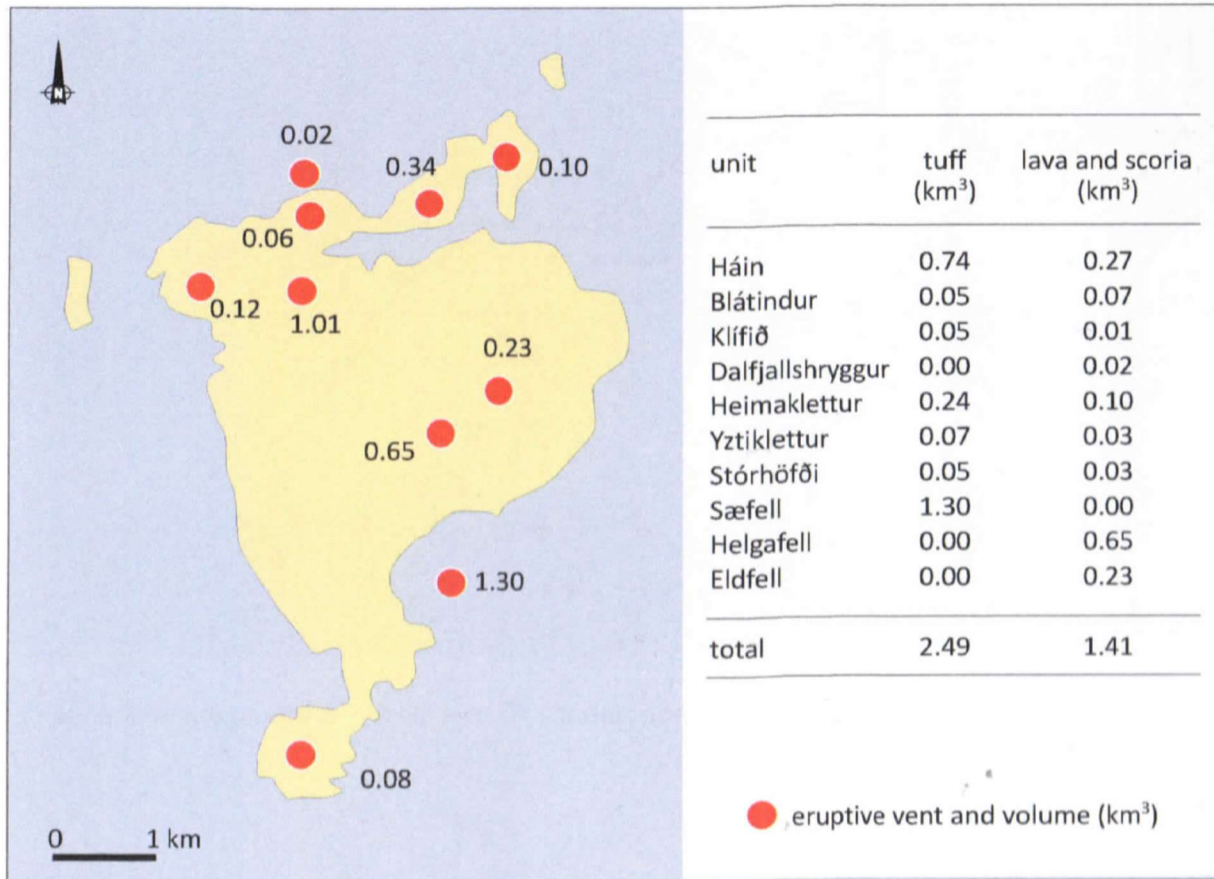 N
0.02
0.34
0.10
0.06
0.12
1.01
0.23
0.65
1.30
0.08
0 1 km
unit tuff lava and scoria
(km³) (km³)
Háin 0.74 0.27
Blátindur 0.05 0.07
Klífið 0.05 0.01
Dalfjallshryggur 0.00 0.02
Heimaklettur 0.24 0.10
Yztiklettur 0.07 0.03
Stórhöfði 0.05 0.03
Sæfell 1.30 0.00
Helgafell 0.00 0.65
Eldfell 0.00 0.23
total 2.49 1.41
eruptive vent and volume (km³)